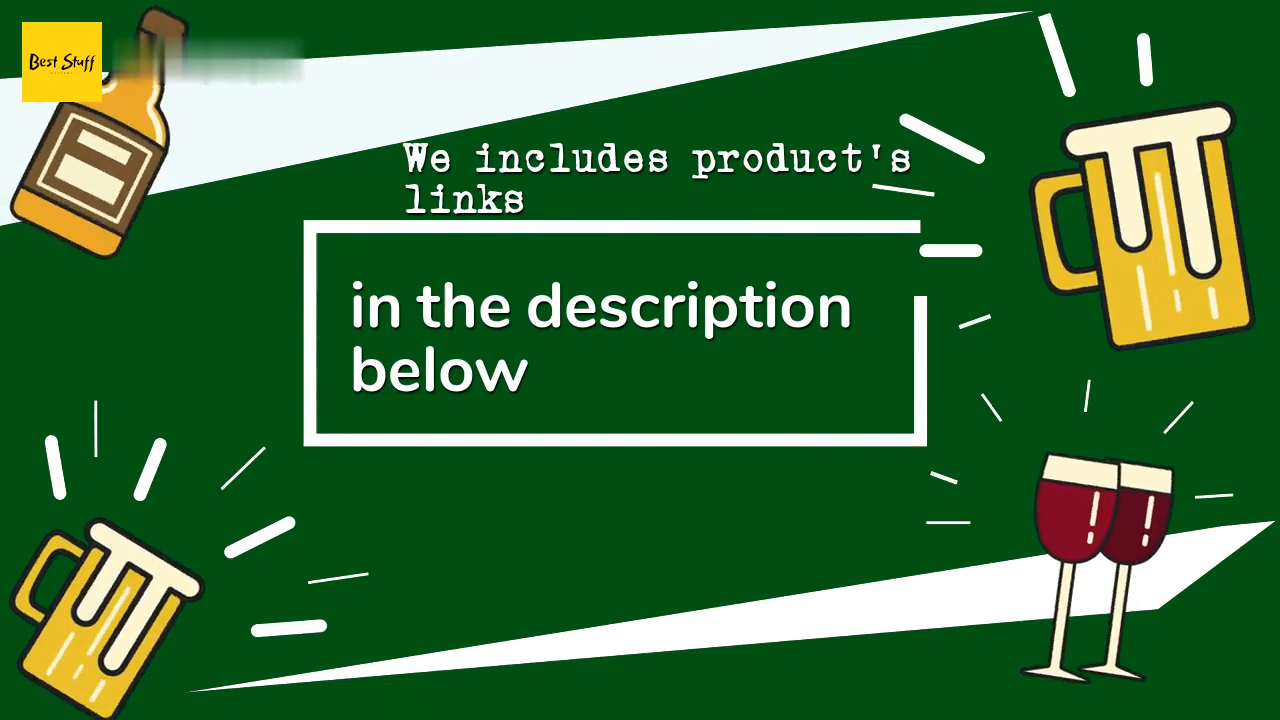 Best Stuff
We includes product's
links
in the description
below